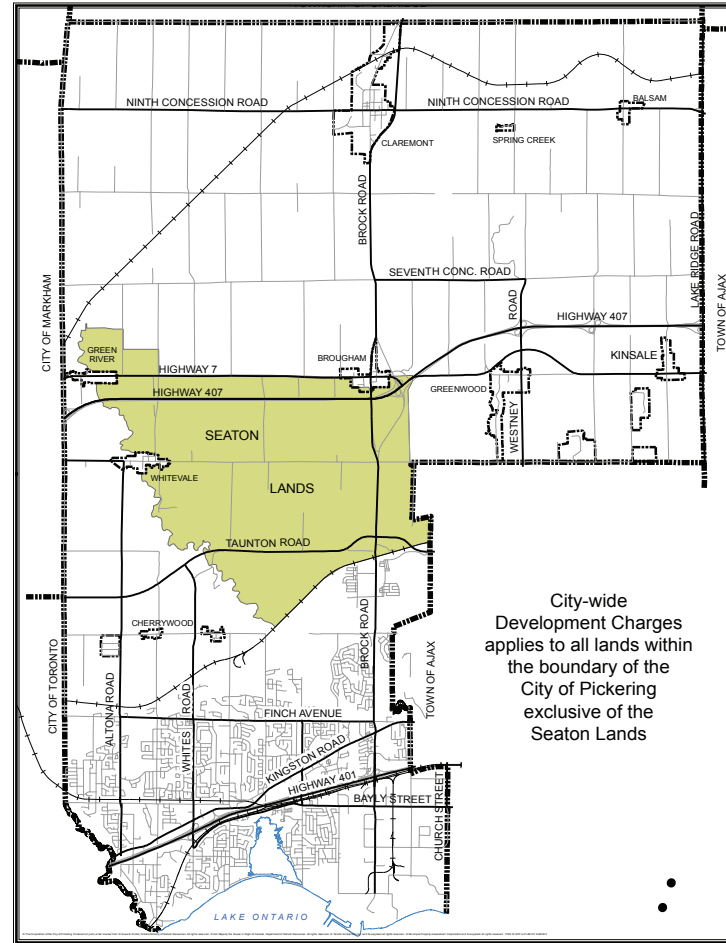 NINTH CONCESSION ROAD
NINTH CONCESSION ROAD
BALSAM
SPRING CREEK
CLAREMONT
BROCK ROAD
LAKE RIDGE ROAD
SEVENTH CONC. ROAD
CITY OF MARKHAM
TOWN OF AJAX
ROAD
HIGHWAY 407
GREEN
RIVER
BROUGHAM
KINSALE
HIGHWAY 7
GREENWOOD
HIGHWAY 407
WESTNEY
SEATON
WHITEVALE
LANDS
TAUNTON ROAD
City-wide
Development Charges
applies to all lands within
the boundary of the
City of Pickering
exclusive of the
Seaton Lands
CHERRYWOOD
BROCK ROAD
CITY OF TORONTO
ALTONA ROAD
WHITES ROAD
TOWN OF AJAX
FINCH AVENUE
KINGSTON ROAD
HIGHWAY 401
BAYLY STREET
CHURCH STREET
LAKE ONTARIO